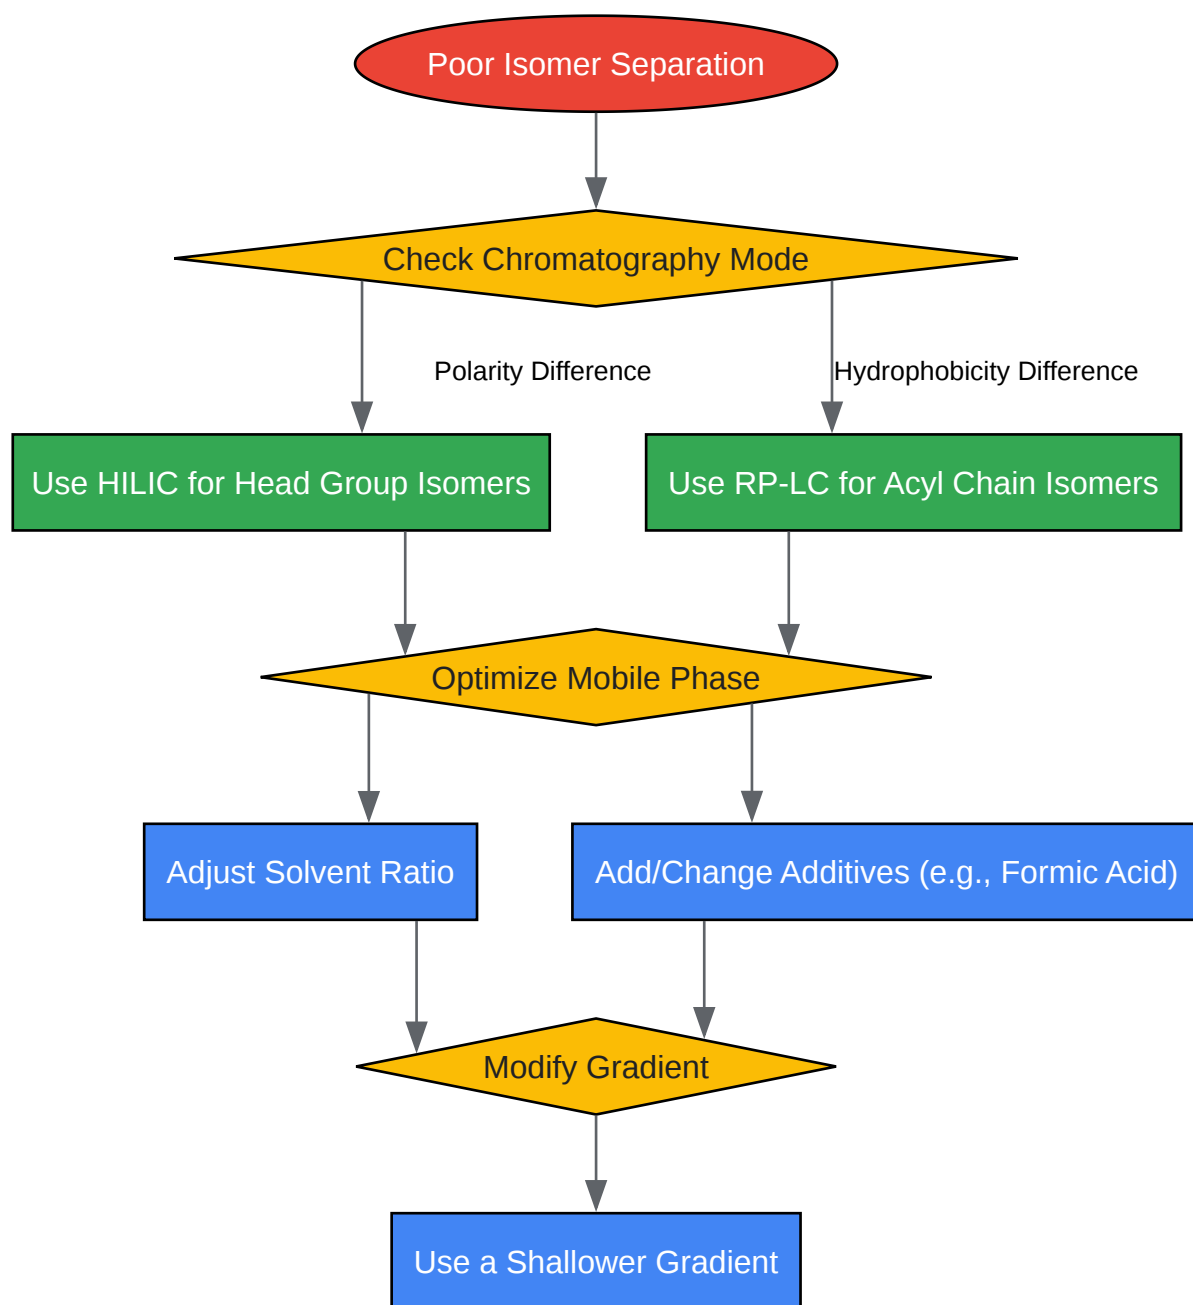 Poor Isomer Separation
Check Chromatography Mode
Polarity Difference
Hydrophobicity Difference
Use HILIC for Head Group Isomers
Use RP-LC for Acyl Chain Isomers
Optimize Mobile Phase
Adjust Solvent Ratio
Add/Change Additives (e.g., Formic Acid)
Modify Gradient
Use a Shallower Gradient